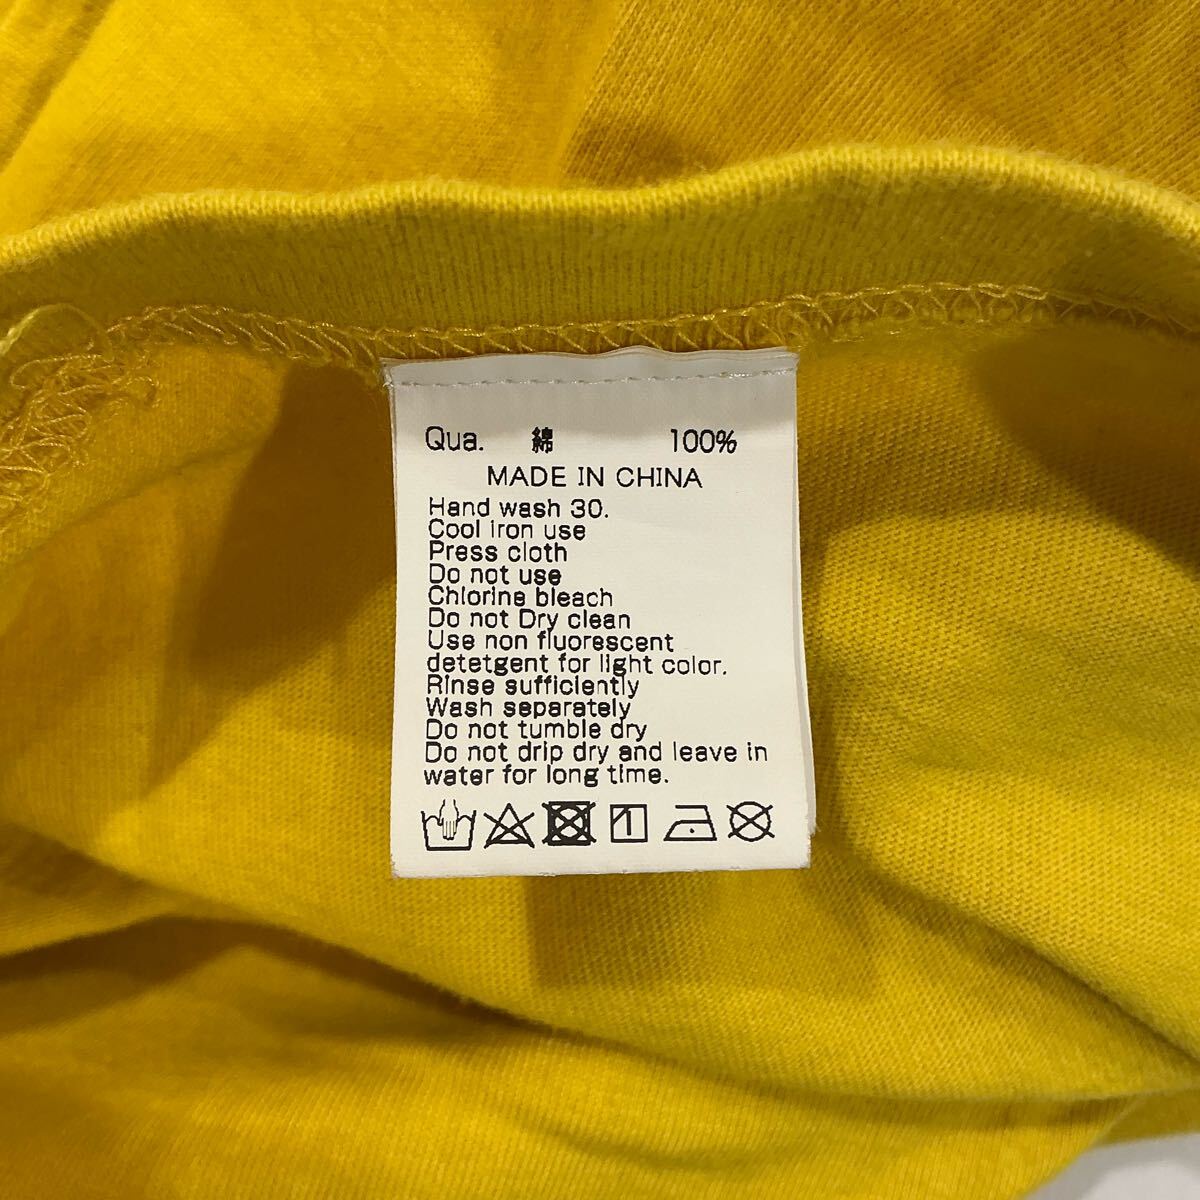 Qua. 綿 100%
MADE IN CHINA
Hand wash 30.
Cool iron use
Press cloth
Do not use
Chlorine bleach
Do not Dry clean
Use non fluorescent
detetgent for light color.
Rinse sufficiently
Wash separately
Do not tumble dry
Do not drip dry and leave in
water for long time.